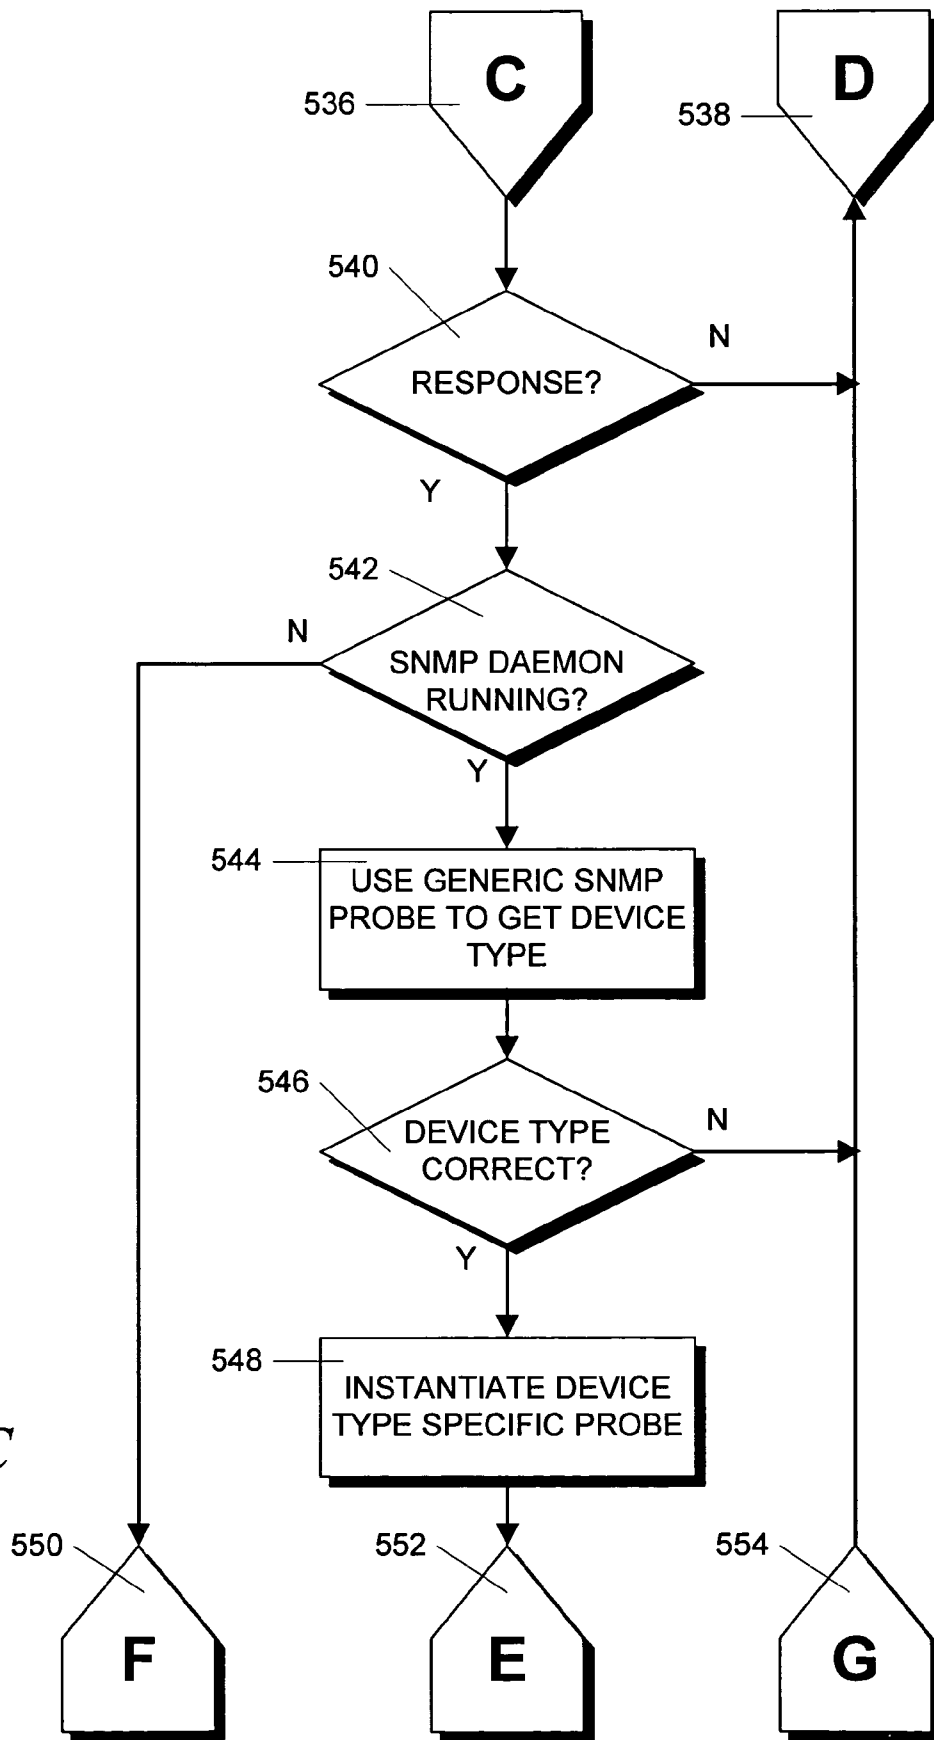 C
D
536
538
540
N
RESPONSE?
Y
542
N
SNMP DAEMON
RUNNING?
Y
544
USE GENERIC SNMP
PROBE TO GET DEVICE
TYPE
546
N
DEVICE TYPE
CORRECT?
Y
548
INSTANTIATE DEVICE
TYPE SPECIFIC PROBE
C
550
552
554
F
E
G